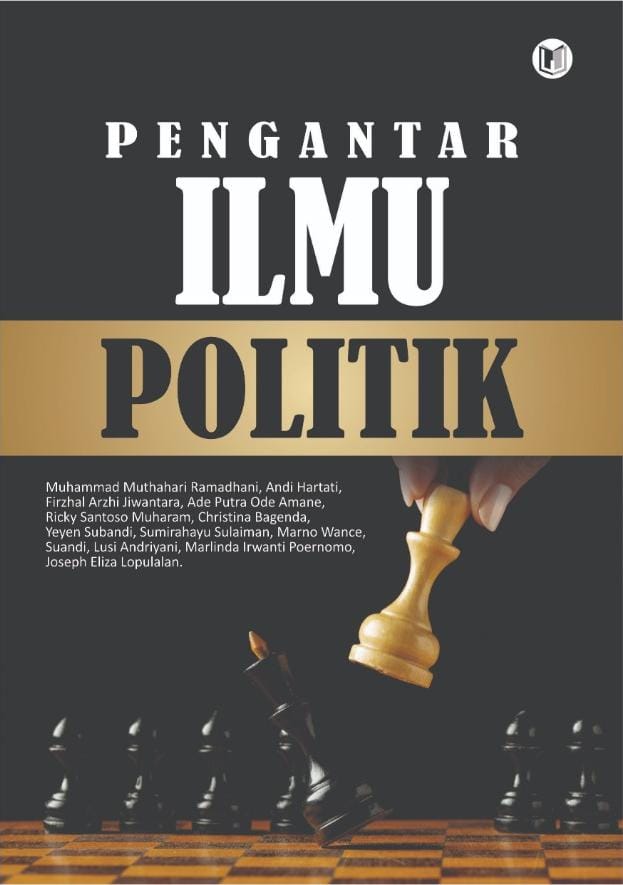 PENGANTAR
ILMU
POLITIK
Muhammad Muthahari Ramadhani, Andi Hartati,
Firzhal Arzhi Jiwantara, Ade Putra Ode Amane,
Ricky Santoso Muharam, Christina Bagenda,
Yeyen Subandi, Sumirahayu Sulaiman, Marno Wance,
Suandi, Lusi Andriyani, Marlinda Irwanti Poernomo,
Joseph Eliza Lopulalan.